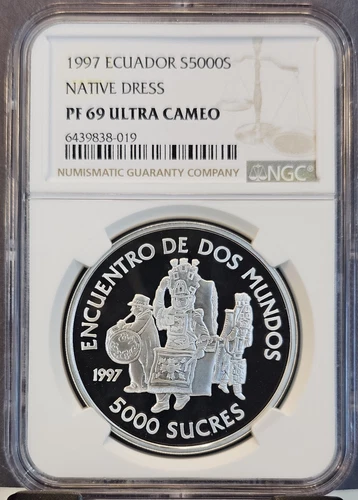 1997 ECUADOR S5000S
NATIVE DRESS
PF 69 ULTRA CAMEO
6439838-019
NUMISMATIC GUARANTY COMPANY
NGC
ENCUENTRO DE DOS MUNDOS
1997
5000 SUCRES